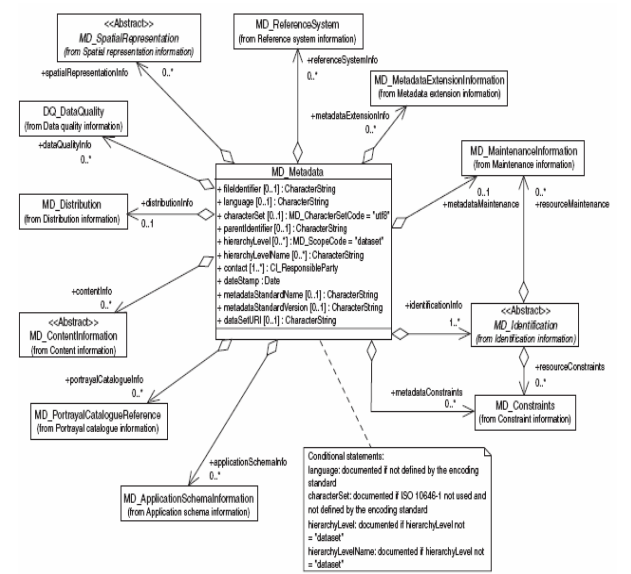 <<Abstract>>
MD_SpatialRepresentation
(from Spatial representation information)
+spatialRepresentationInfo
0..*
MD_ReferenceSystem
(from Reference system information)
+referenceSystemInfo
0..*
MD_MetadataExtensionInformation
(from Metadata extension information)
+metadataExtensionInfo
0..*
DQ_DataQuality
(from Data quality information)
+dataQualityInfo
0..*
MD_MaintenanceInformation
(from Maintenance information)
0..1
+metadataMaintenance
0..*
+resourceMaintenance
MD_Distribution
(from Distribution information)
+distributionInfo
0..1
MD_Metadata
+ fileIdentifier [0..1] : CharacterString
+ language [0..1] : CharacterString
+ characterSet [0..1] : MD_CharacterSetCode = "utf8"
+ parentIdentifier [0..1] : CharacterString
+ hierarchyLevel [0..*] : MD_ScopeCode = "dataset"
+ hierarchyLevelName [0..*] : CharacterString
+ contact [1..*] : CI_ResponsibleParty
+ dateStamp : Date
+ metadataStandardName [0..1] : CharacterString
+ metadataStandardVersion [0..1] : CharacterString
+ dataSetURI [0..1] : CharacterString
+contentInfo
0..*
<<Abstract>>
MD_ContentInformation
(from Content information)
+identificationInfo
1..*
<<Abstract>>
MD_Identification
(from Identification information)
+resourceConstraints
0..*
+portrayalCatalogueInfo
0..*
MD_PortrayalCatalogueReference
(from Portrayal catalogue information)
+metadataConstraints
0..*
MD_Constraints
(from Constraint information)
+applicationSchemaInfo
0..*
MD_ApplicationSchemaInformation
(from Application schema information)
Conditional statements:
language: documented if not defined by the encoding
standard
characterSet: documented if ISO 10646-1 not used and
not defined by the encoding standard
hierarchyLevel: documented if hierarchyLevel not
= "dataset"
hierarchyLevelName: documented if hierarchyLevel not
= "dataset"